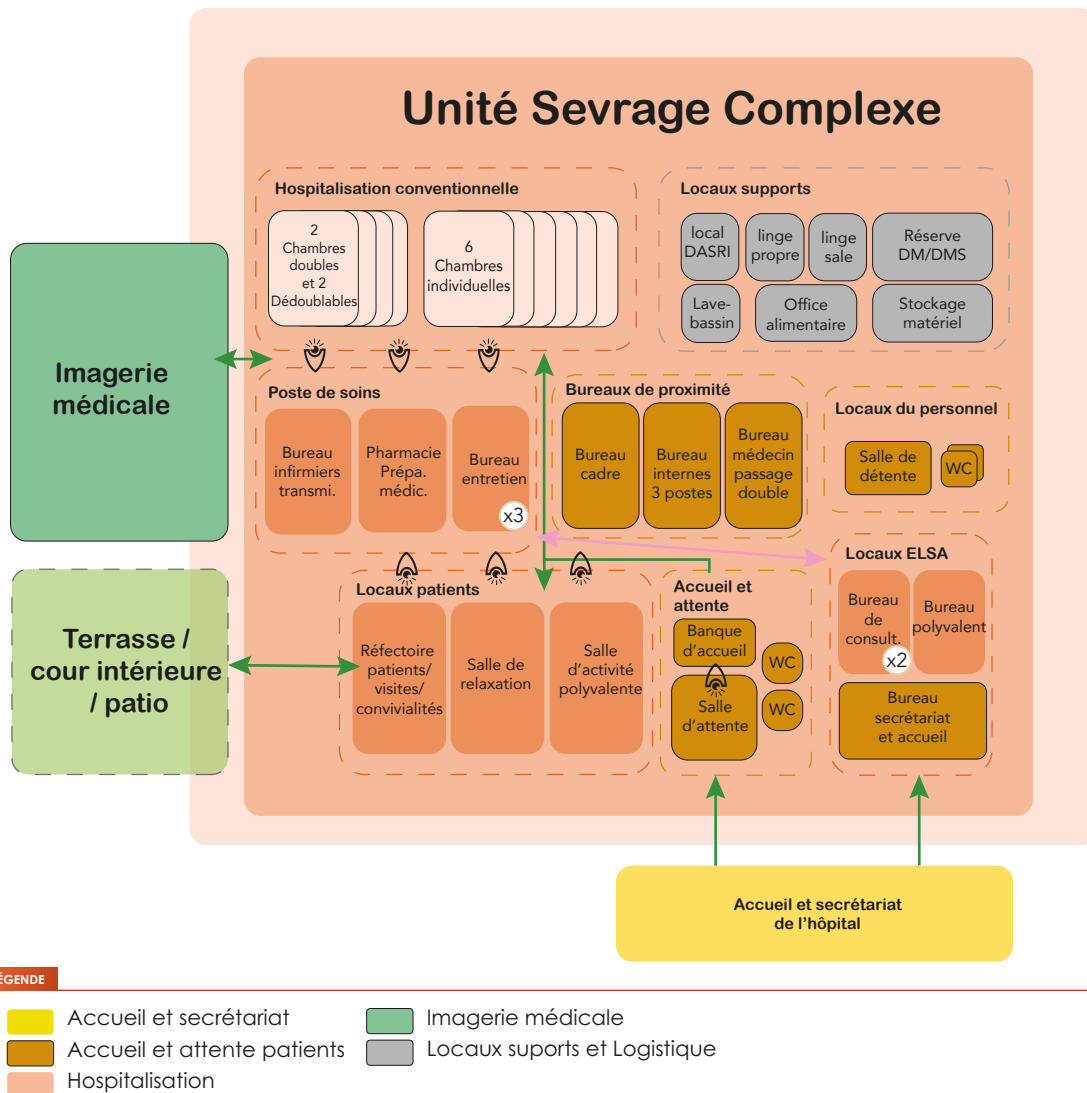 Unité Sevrage Complexe
Hospitalisation conventionnelle
2
Chambres
doubles
et 2
Dédoublables
6
Chambres
individuelles
Locaux supports
local
DASRI
linge
propre
linge
sale
Réserve
DM/DMS
Lave-
bassin
Office
alimentaire
Stockage
matériel
Imagerie
médicale
Poste de soins
Bureau
infirmiers
transmi.
Pharmacie
Prépa.
médic.
Bureau
entretien
x3
Bureaux de proximité
Bureau
cadre
Bureau
internes
3 postes
Bureau
médecin
passage
double
Locaux du personnel
Salle de
détente
WC
Terrasse /
cour intérieure
/ patio
Locaux patients
Réfectoire
patients/
visites/
convivialités
Salle de
relaxation
Salle
d'activité
polyvalente
Accueil et
attente
Banque
d'accueil
WC
Salle
d'attente
WC
Locaux ELSA
Bureau
de
consult.
x2
Bureau
polyvalent
Bureau
secrétariat
et accueil
Accueil et secrétariat
de l'hôpital
ÉGENDE
Accueil et secrétariat
Accueil et attente patients
Hospitalisation
Imagerie médicale
Locaux suports et Logistique